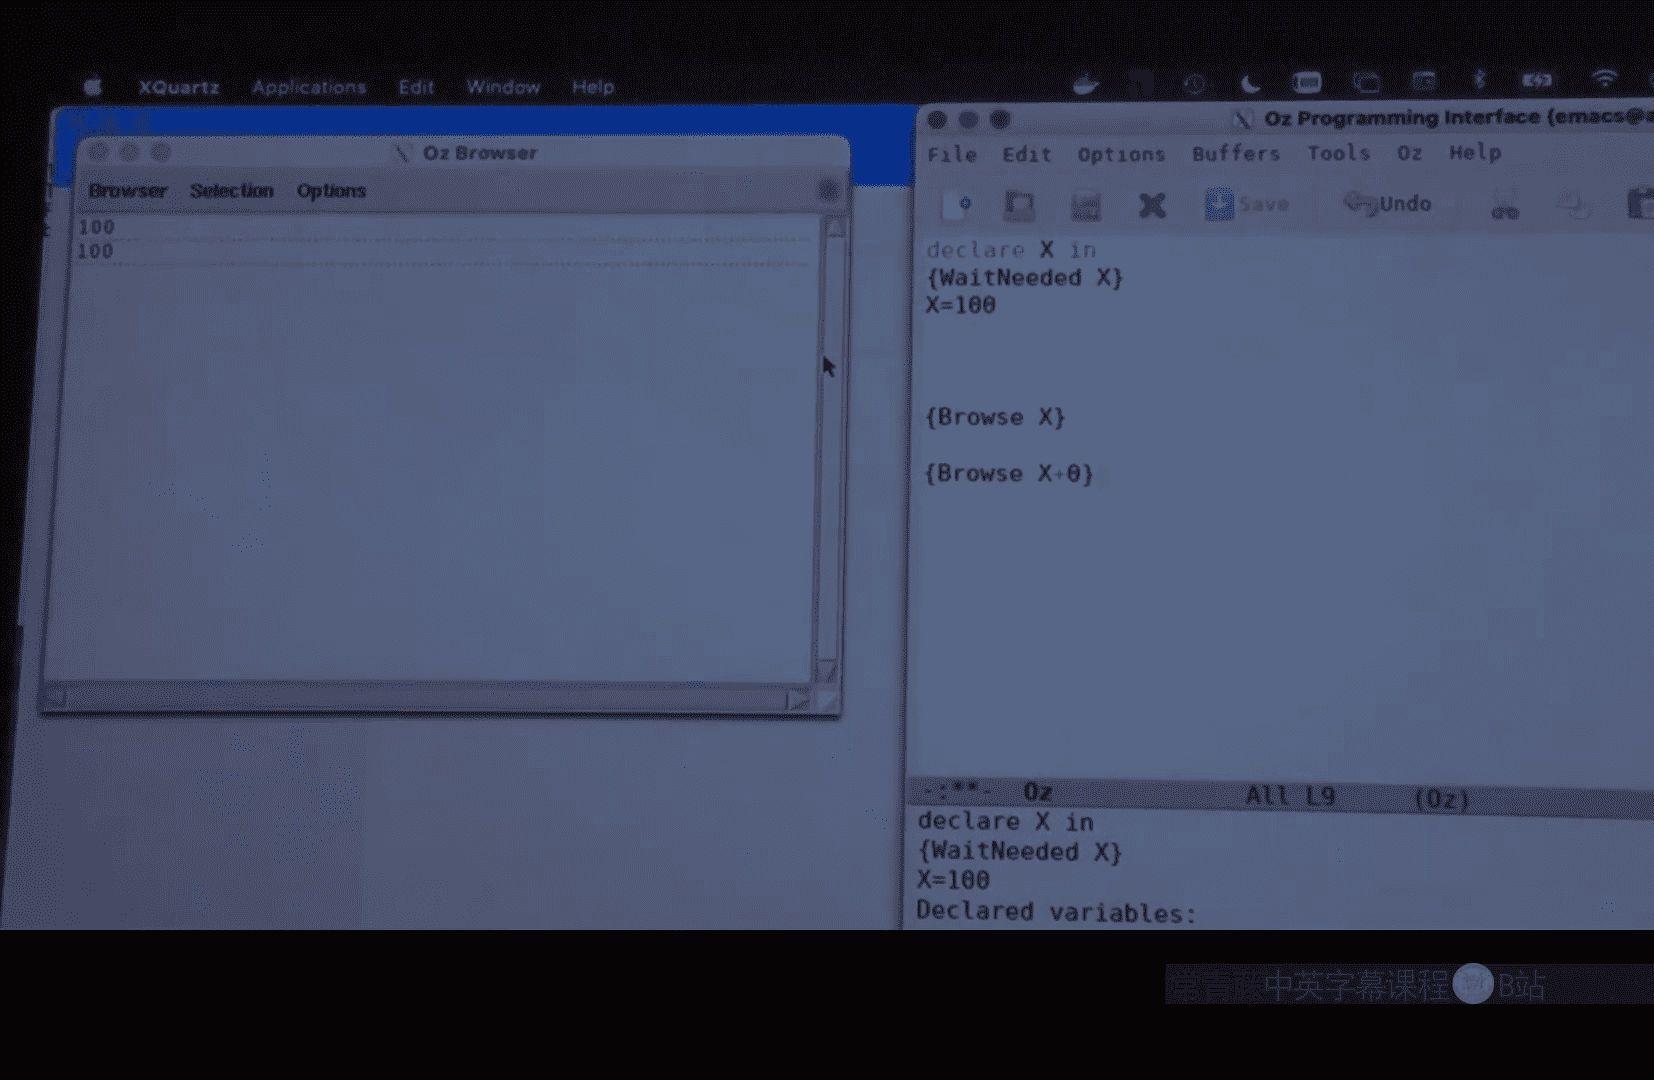 XQuartz Applications Edit Window Help
Oz Browser
Browser Selection Options
100
100
Oz Programming Interface (emacs@a
File Edit Options Buffers Tools Oz Help
Save Undo
declare X in
{WaitNeeded X}
X=100
{Browse X}
{Browse X+0}
-:**- Oz All L9 (Oz)
declare X in
{WaitNeeded X}
X=100
Declared variables:
中英字幕课程 B站